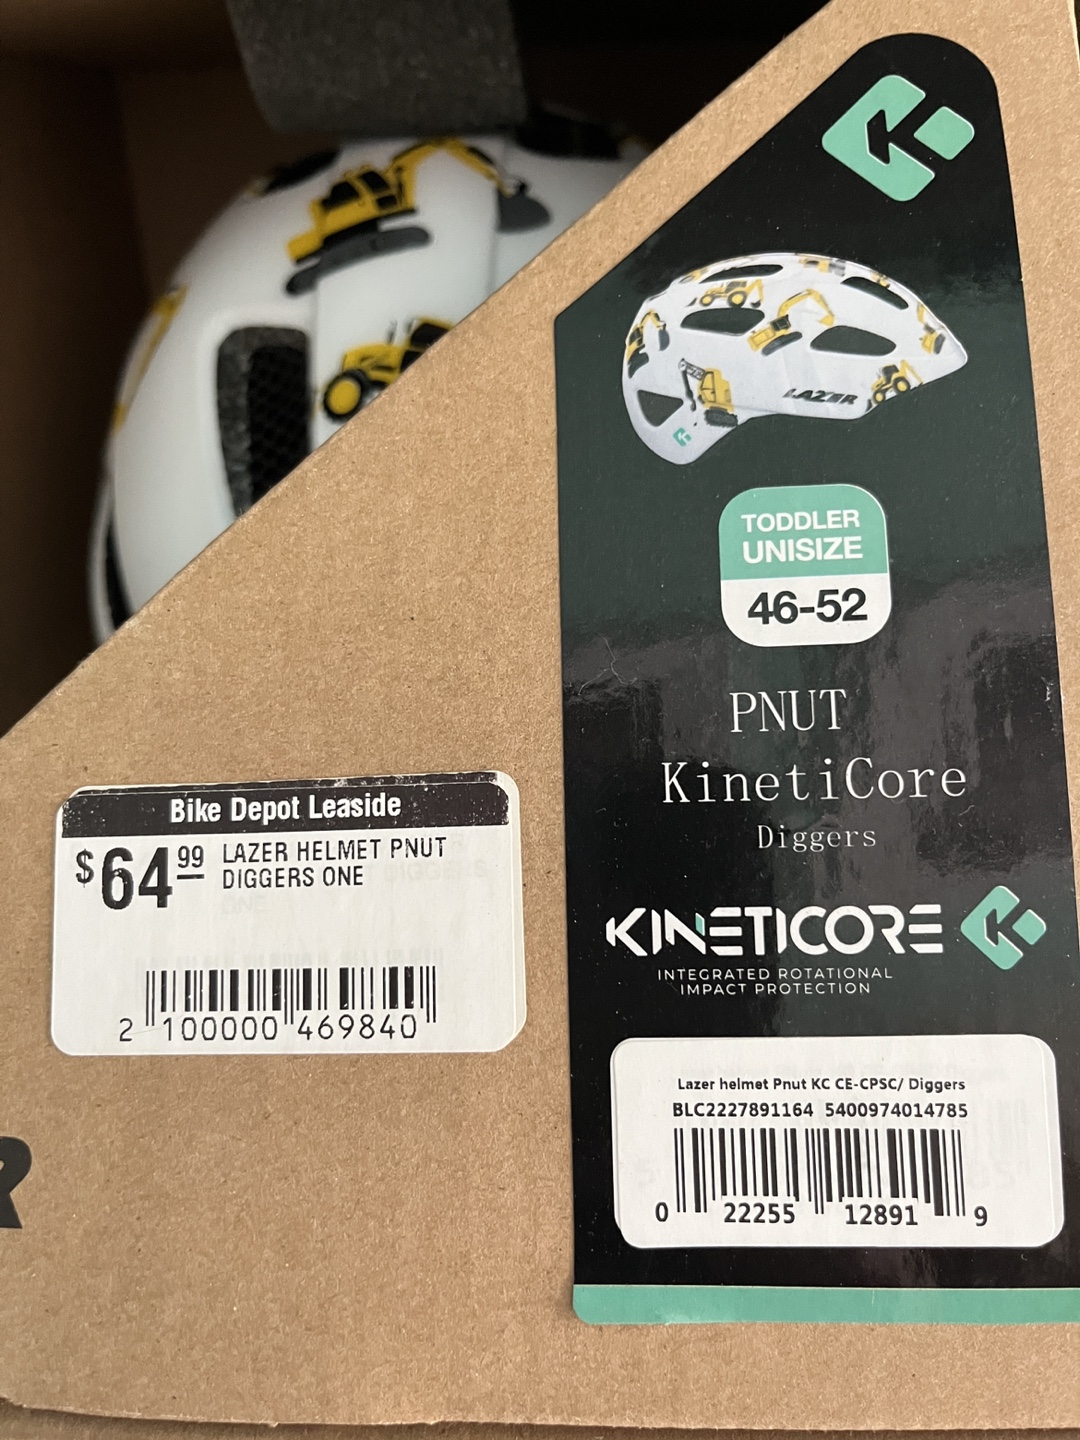 LAZER
TODDLER
UNISIZE
46-52
PNUT
KinetiCore
Diggers
KINETICORE
INTEGRATED ROTATIONAL
IMPACT PROTECTION
Bike Depot Leaside
$64.99 LAZER HELMET PNUT
DIGGERS ONE
2 100000 469840
Lazer helmet Pnut KC CE-CPSC/ Diggers
BLC2227891164 5400974014785
0 22255 12891 9
R